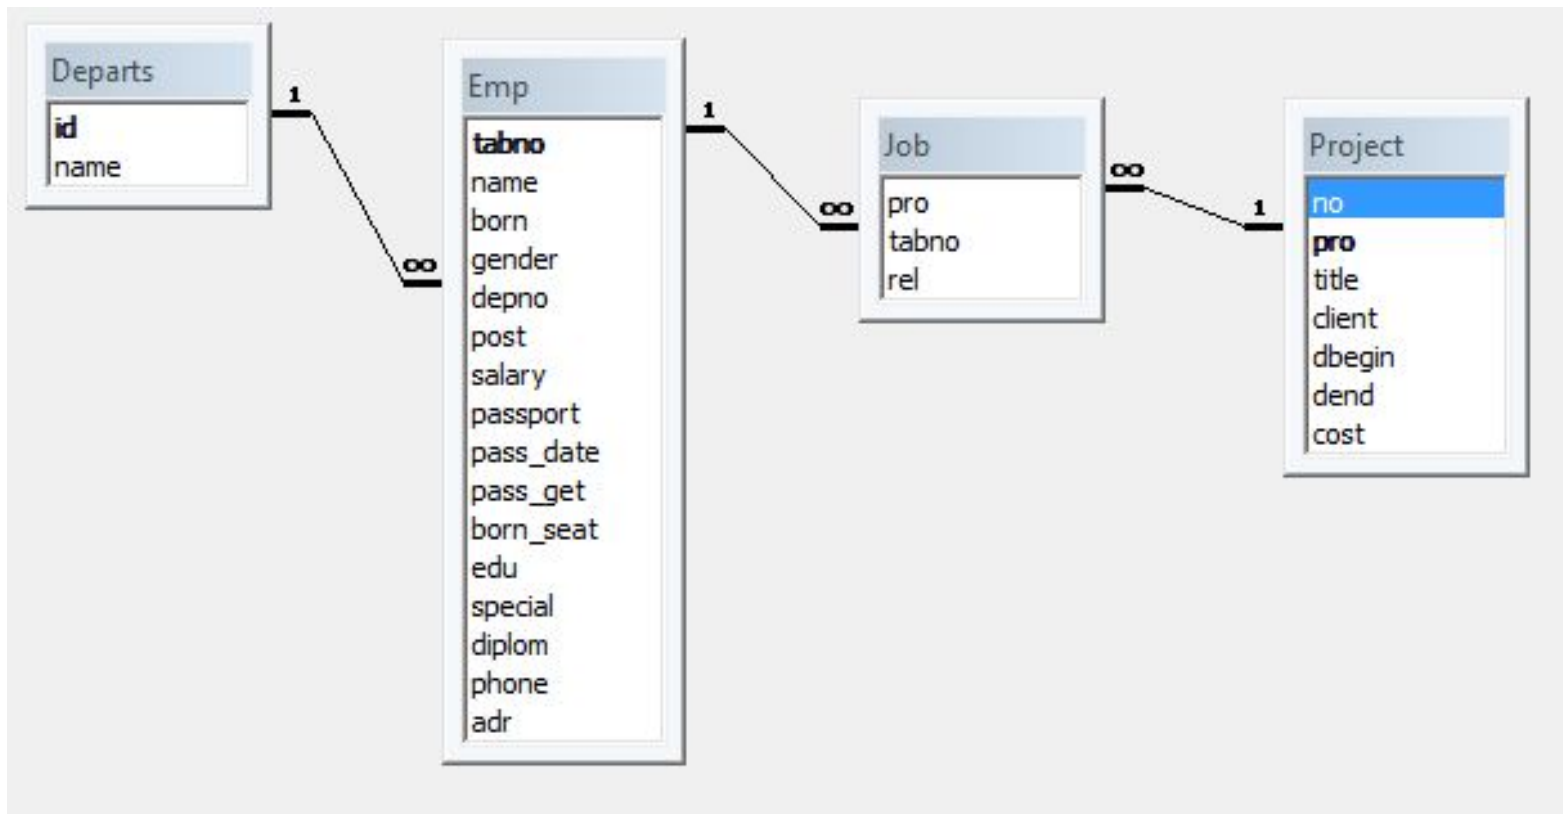 Departs
id
name
1
∞
Emp
tabno
name
born
gender
depno
post
salary
passport
pass_date
pass_get
born_seat
edu
special
diplom
phone
adr
1
∞
Job
pro
tabno
rel
∞
1
Project
no
pro
title
client
dbegin
dend
cost